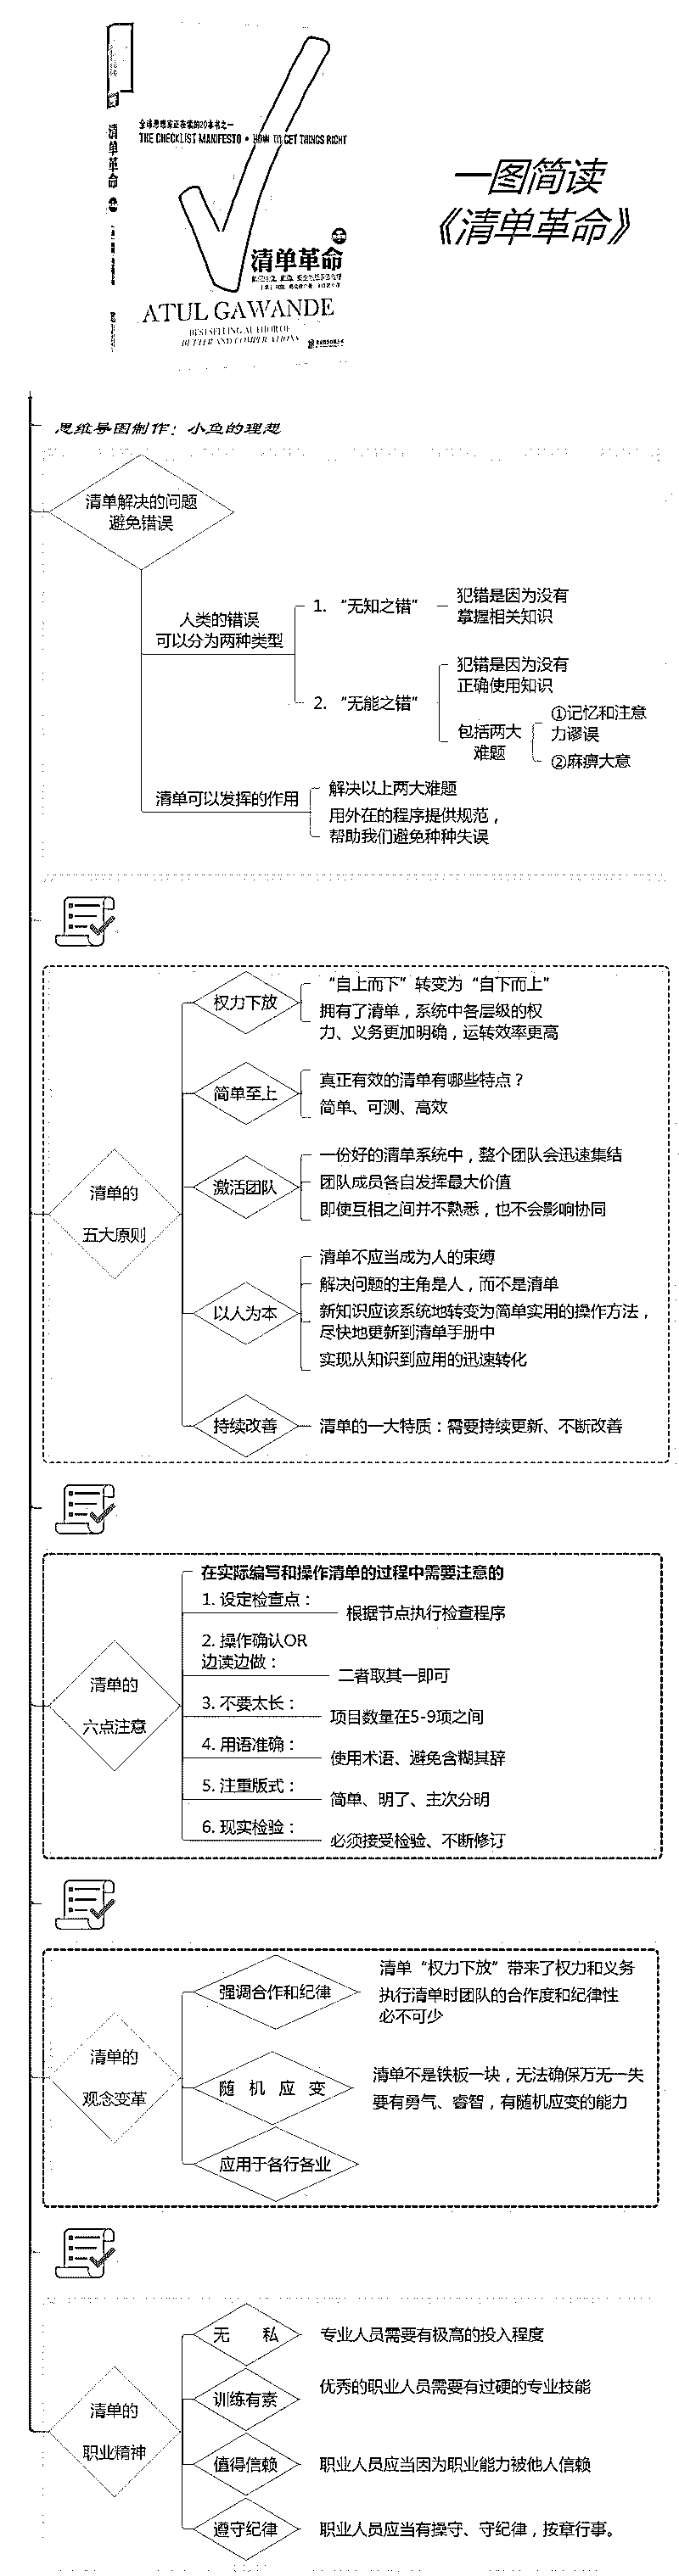 全球思想家正在读的20本书之一
THE CHECKLIST MANIFESTO • HOW TO GET THINGS RIGHT
清单革命
清单革命
ATUL GAWANDE
BESTSELLING AUTHOR OF
BETTER AND COMPLICATIONS
一图简读
《清单革命》
思维导图制作：小鱼的理想
清单解决的问题
避免错误
人类的错误
可以分为两种类型
1. “无知之错”
犯错是因为没有
掌握相关知识
2. “无能之错”
犯错是因为没有
正确使用知识
包括两大
难题
①记忆和注意
力谬误
②麻痹大意
清单可以发挥的作用
解决以上两大难题
用外在的程序提供规范，
帮助我们避免种种失误
清单的
五大原则
权力下放
“自上而下”转变为“自下而上”
拥有了清单，系统中各层级的权
力、义务更加明确，运转效率更高
简单至上
真正有效的清单有哪些特点？
简单、可测、高效
激活团队
一份好的清单系统中，整个团队会迅速集结
团队成员各自发挥最大价值
即使互相之间并不熟悉，也不会影响协同
以人为本
清单不应当成为人的束缚
解决问题的主角是人，而不是清单
新知识应该系统地转变为简单实用的操作方法，
尽快地更新到清单手册中
实现从知识到应用的迅速转化
持续改善
清单的一大特质：需要持续更新、不断改善
清单的
六点注意
在实际编写和操作清单的过程中需要注意的
1. 设定检查点：
根据节点执行检查程序
2. 操作确认OR
边读边做：
二者取其一即可
3. 不要太长：
项目数量在5-9项之间
4. 用语准确：
使用术语、避免含糊其辞
5. 注重版式：
简单、明了、主次分明
6. 现实检验：
必须接受检验、不断修订
清单的
观念变革
强调合作和纪律
清单“权力下放”带来了权力和义务
执行清单时团队的合作度和纪律性
必不可少
随 机 应 变
清单不是铁板一块，无法确保万无一失
要有勇气、睿智，有随机应变的能力
应用于各行各业
清单的
职业精神
无 私
专业人员需要有极高的投入程度
训练有素
优秀的职业人员需要有过硬的专业技能
值得信赖
职业人员应当因为职业能力被他人信赖
遵守纪律
职业人员应当有操守、守纪律，按章行事。